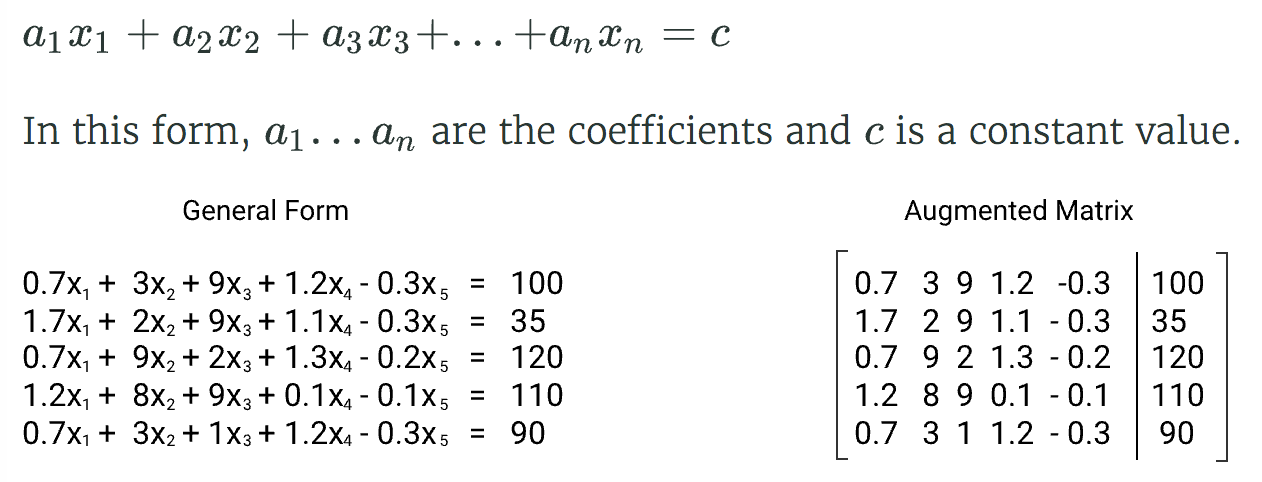 a₁x₁ + a₂x₂ + a₃x₃+...+aₙxₙ = c
In this form, a₁...aₙ are the coefficients and c is a constant value.
General Form
0.7x₁ + 3x₂ + 9x₃ + 1.2x₄ - 0.3x₅ = 100
1.7x₁ + 2x₂ + 9x₃ + 1.1x₄ - 0.3x₅ = 35
0.7x₁ + 9x₂ + 2x₃ + 1.3x₄ - 0.2x₅ = 120
1.2x₁ + 8x₂ + 9x₃ + 0.1x₄ - 0.1x₅ = 110
0.7x₁ + 3x₂ + 1x₃ + 1.2x₄ - 0.3x₅ = 90
Augmented Matrix
0.7 3 9 1.2 -0.3 | 100
1.7 2 9 1.1 - 0.3 | 35
0.7 9 2 1.3 - 0.2 | 120
1.2 8 9 0.1 - 0.1 | 110
0.7 3 1 1.2 - 0.3 | 90